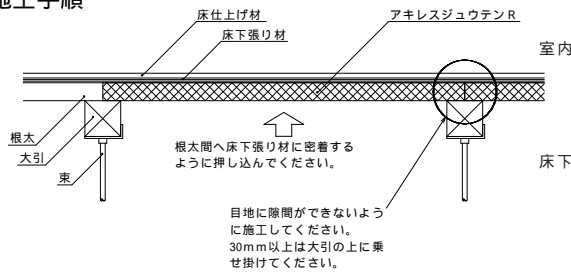 施工手順
床仕上げ材
アキレスジュウテンR
床下張り材
室内
根太
大引
束
根太間へ床下張り材に密着する
ように押し込んでください。
床下
目地に隙間ができないよう
に施工してください。
30mm以上は大引の上に乗
せ掛けてください。